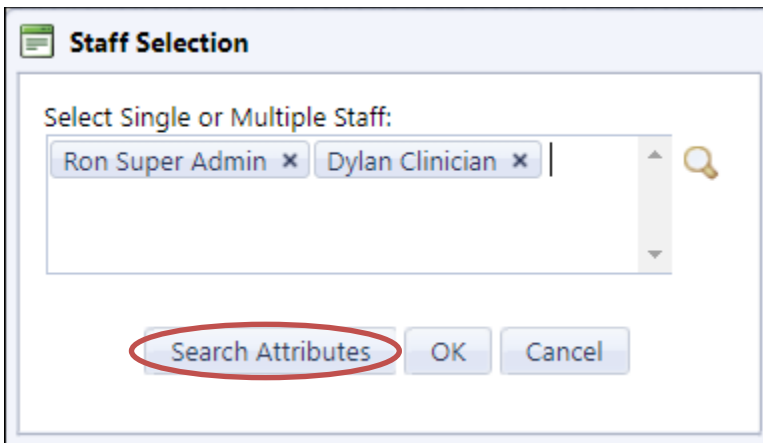 Staff Selection
Select Single or Multiple Staff:
Ron Super Admin × Dylan Clinician ×
Search Attributes OK Cancel